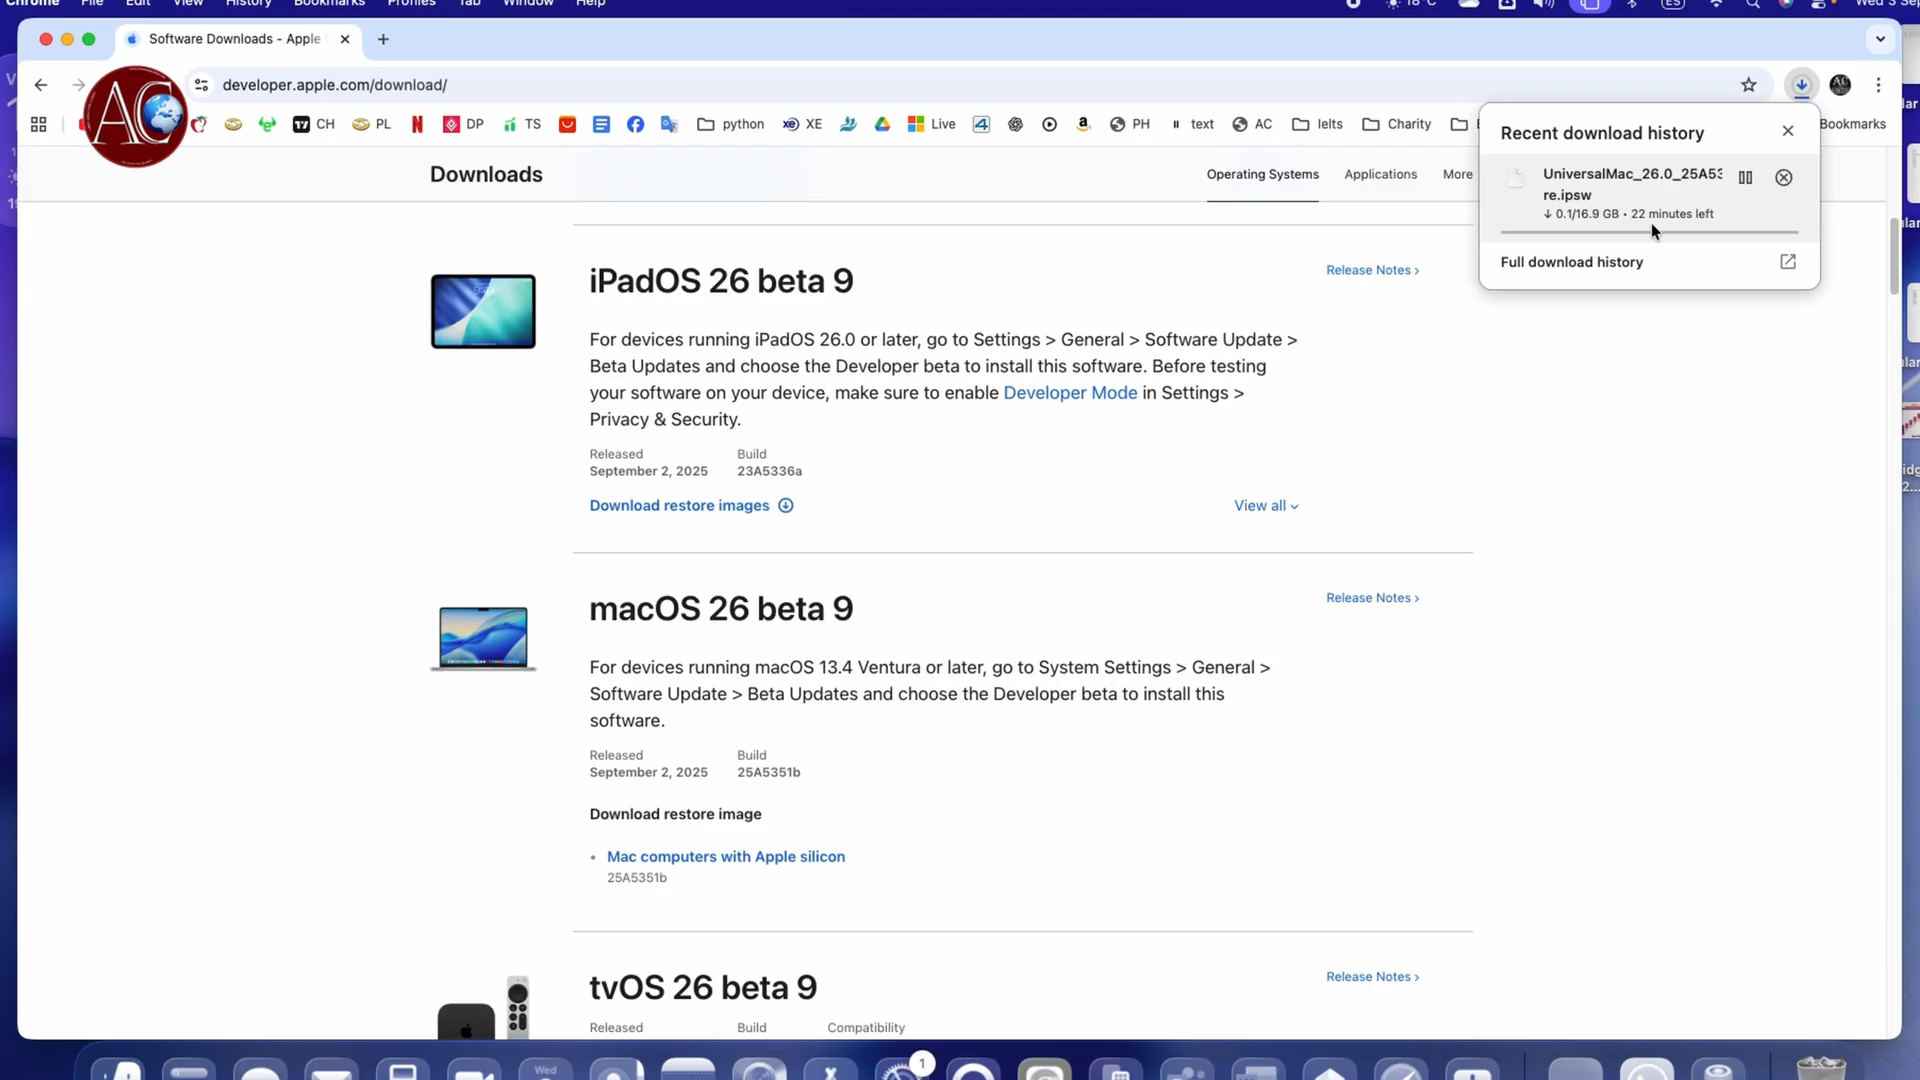 Chrome File Edit View History Bookmarks Profiles Tab Window Help 18°C ES Wed 3
Software Downloads - Apple
developer.apple.com/download/
AC
CH PL N DP TS python XE Live PH text AC Ielts Charity Bookmarks
Recent download history
UniversalMac_26.0_25A53
re.ipsw
↓ 0.1/16.9 GB • 22 minutes left
Full download history
Downloads
Operating Systems Applications More
iPadOS 26 beta 9
Release Notes ›
For devices running iPadOS 26.0 or later, go to Settings > General > Software Update >
Beta Updates and choose the Developer beta to install this software. Before testing
your software on your device, make sure to enable Developer Mode in Settings >
Privacy & Security.
Released Build
September 2, 2025 23A5336a
Download restore images
View all
macOS 26 beta 9
Release Notes ›
For devices running macOS 13.4 Ventura or later, go to System Settings > General >
Software Update > Beta Updates and choose the Developer beta to install this
software.
Released Build
September 2, 2025 25A5351b
Download restore image
• Mac computers with Apple silicon
25A5351b
tvOS 26 beta 9
Release Notes ›
Released Build Compatibility
Wed
1